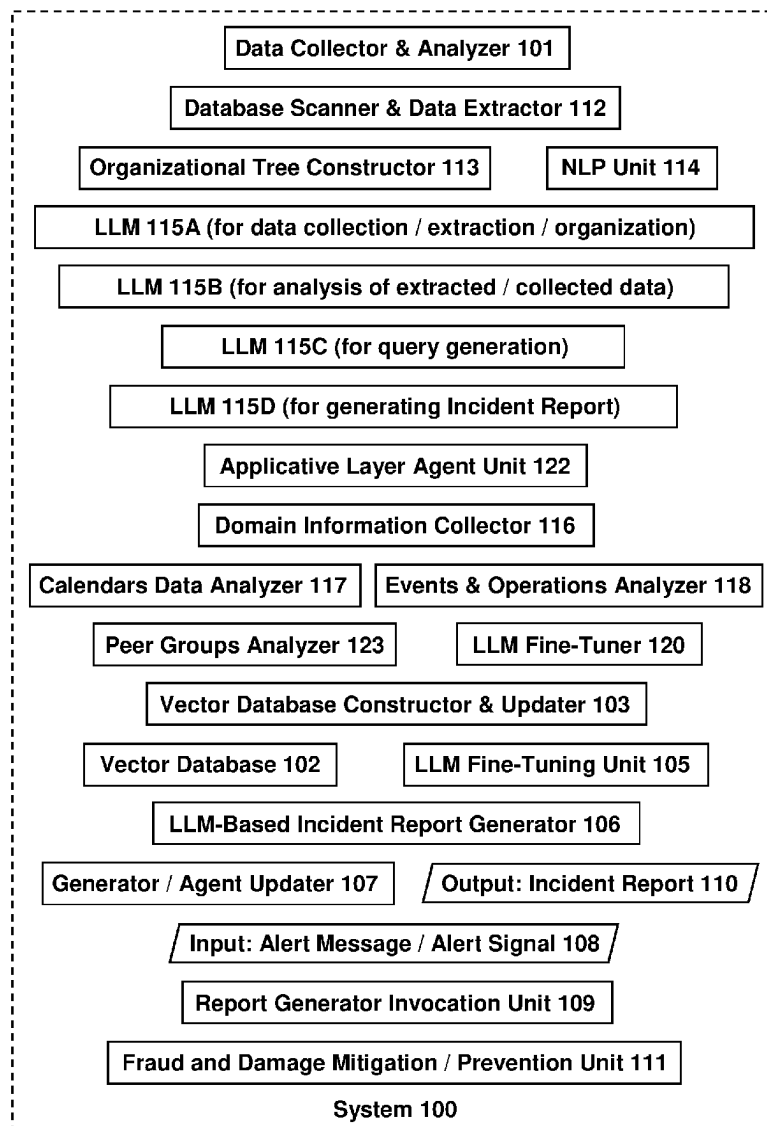 Data Collector & Analyzer 101
Database Scanner & Data Extractor 112
Organizational Tree Constructor 113
NLP Unit 114
LLM 115A (for data collection / extraction / organization)
LLM 115B (for analysis of extracted / collected data)
LLM 115C (for query generation)
LLM 115D (for generating Incident Report)
Applicative Layer Agent Unit 122
Domain Information Collector 116
Calendars Data Analyzer 117
Events & Operations Analyzer 118
Peer Groups Analyzer 123
LLM Fine-Tuner 120
Vector Database Constructor & Updater 103
Vector Database 102
LLM Fine-Tuning Unit 105
LLM-Based Incident Report Generator 106
Generator / Agent Updater 107
Output: Incident Report 110
Input: Alert Message / Alert Signal 108
Report Generator Invocation Unit 109
Fraud and Damage Mitigation / Prevention Unit 111
System 100